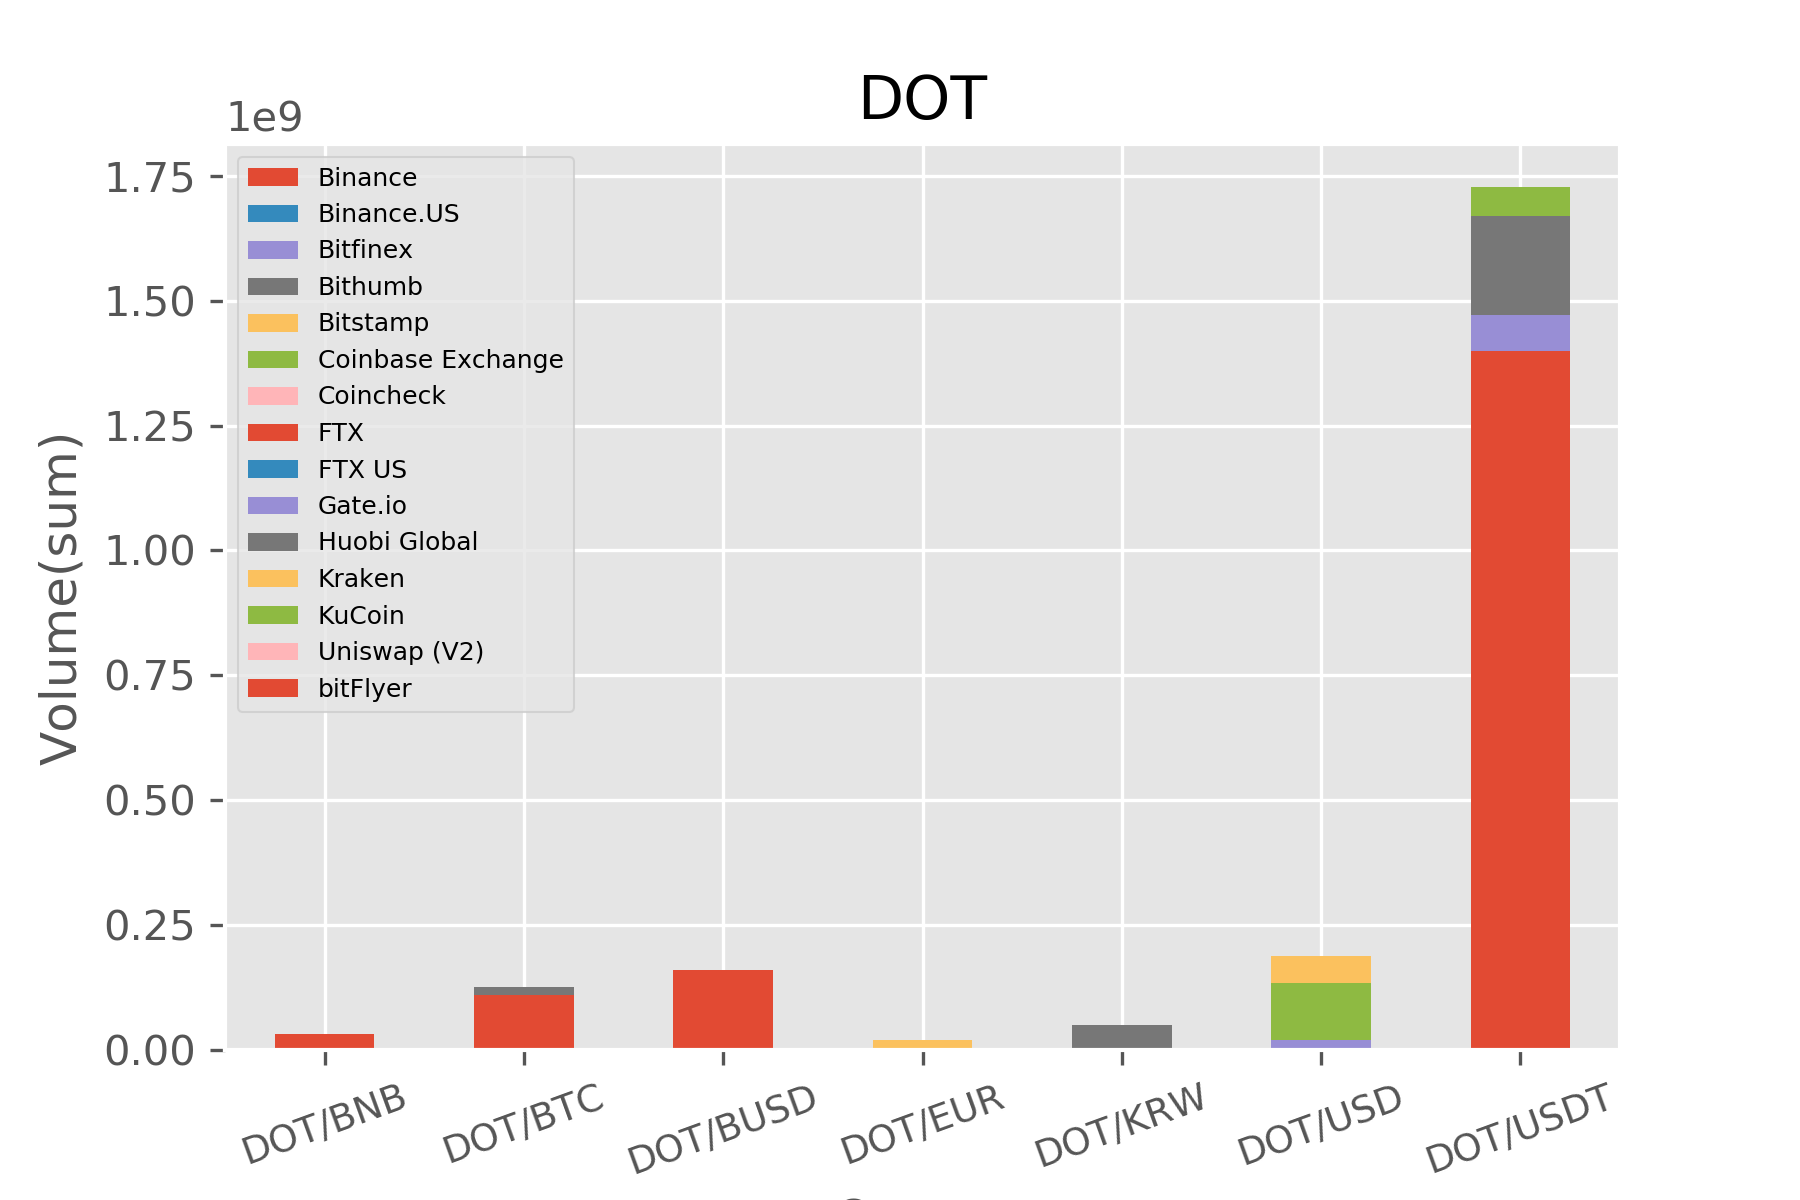 DOT
1e9
1.75
1.50
1.25
1.00
0.75
0.50
0.25
0.00
Volume(sum)
Binance
Binance.US
Bitfinex
Bithumb
Bitstamp
Coinbase Exchange
Coincheck
FTX
FTX US
Gate.io
Huobi Global
Kraken
KuCoin
Uniswap (V2)
bitFlyer
DOT/BNB
DOT/BTC
DOT/BUSD
DOT/EUR
DOT/KRW
DOT/USD
DOT/USDT